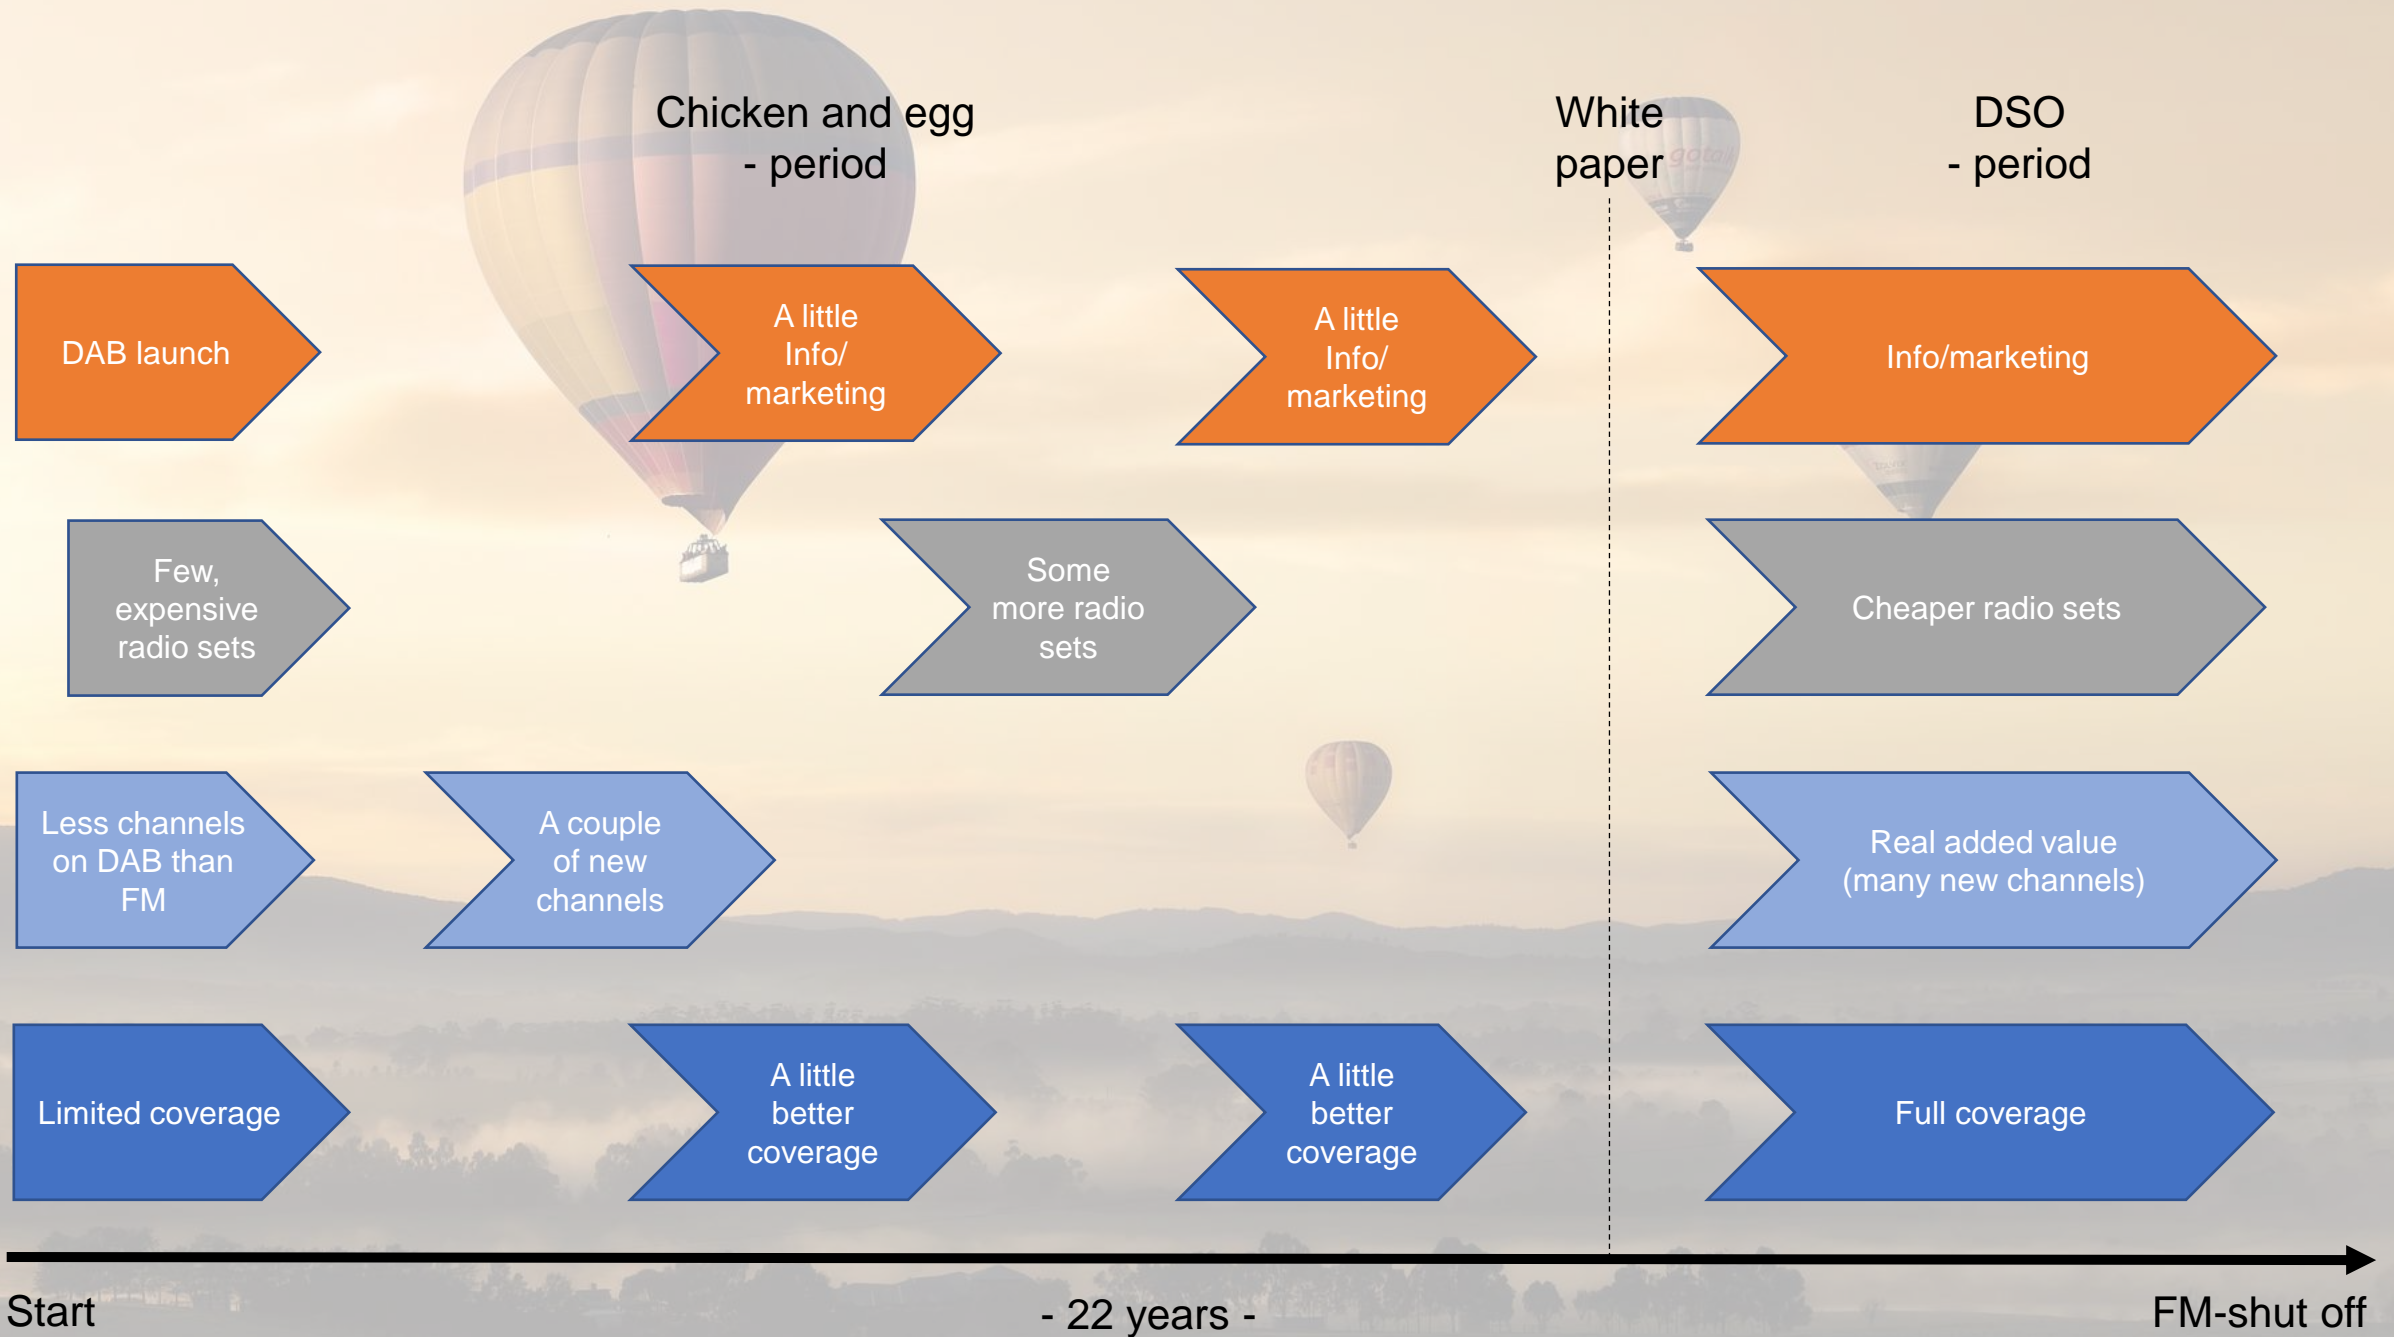 Chicken and egg
- period
White
paper
DSO
- period
gotail
DAB launch
A little
Info/
marketing
A little
Info/
marketing
Info/marketing
Few,
expensive
radio sets
Some
more radio
sets
Cheaper radio sets
Less channels
on DAB than
FM
A couple
of new
channels
Real added value
(many new channels)
Limited coverage
A little
better
coverage
A little
better
coverage
Full coverage
Start
- 22 years -
FM-shut off